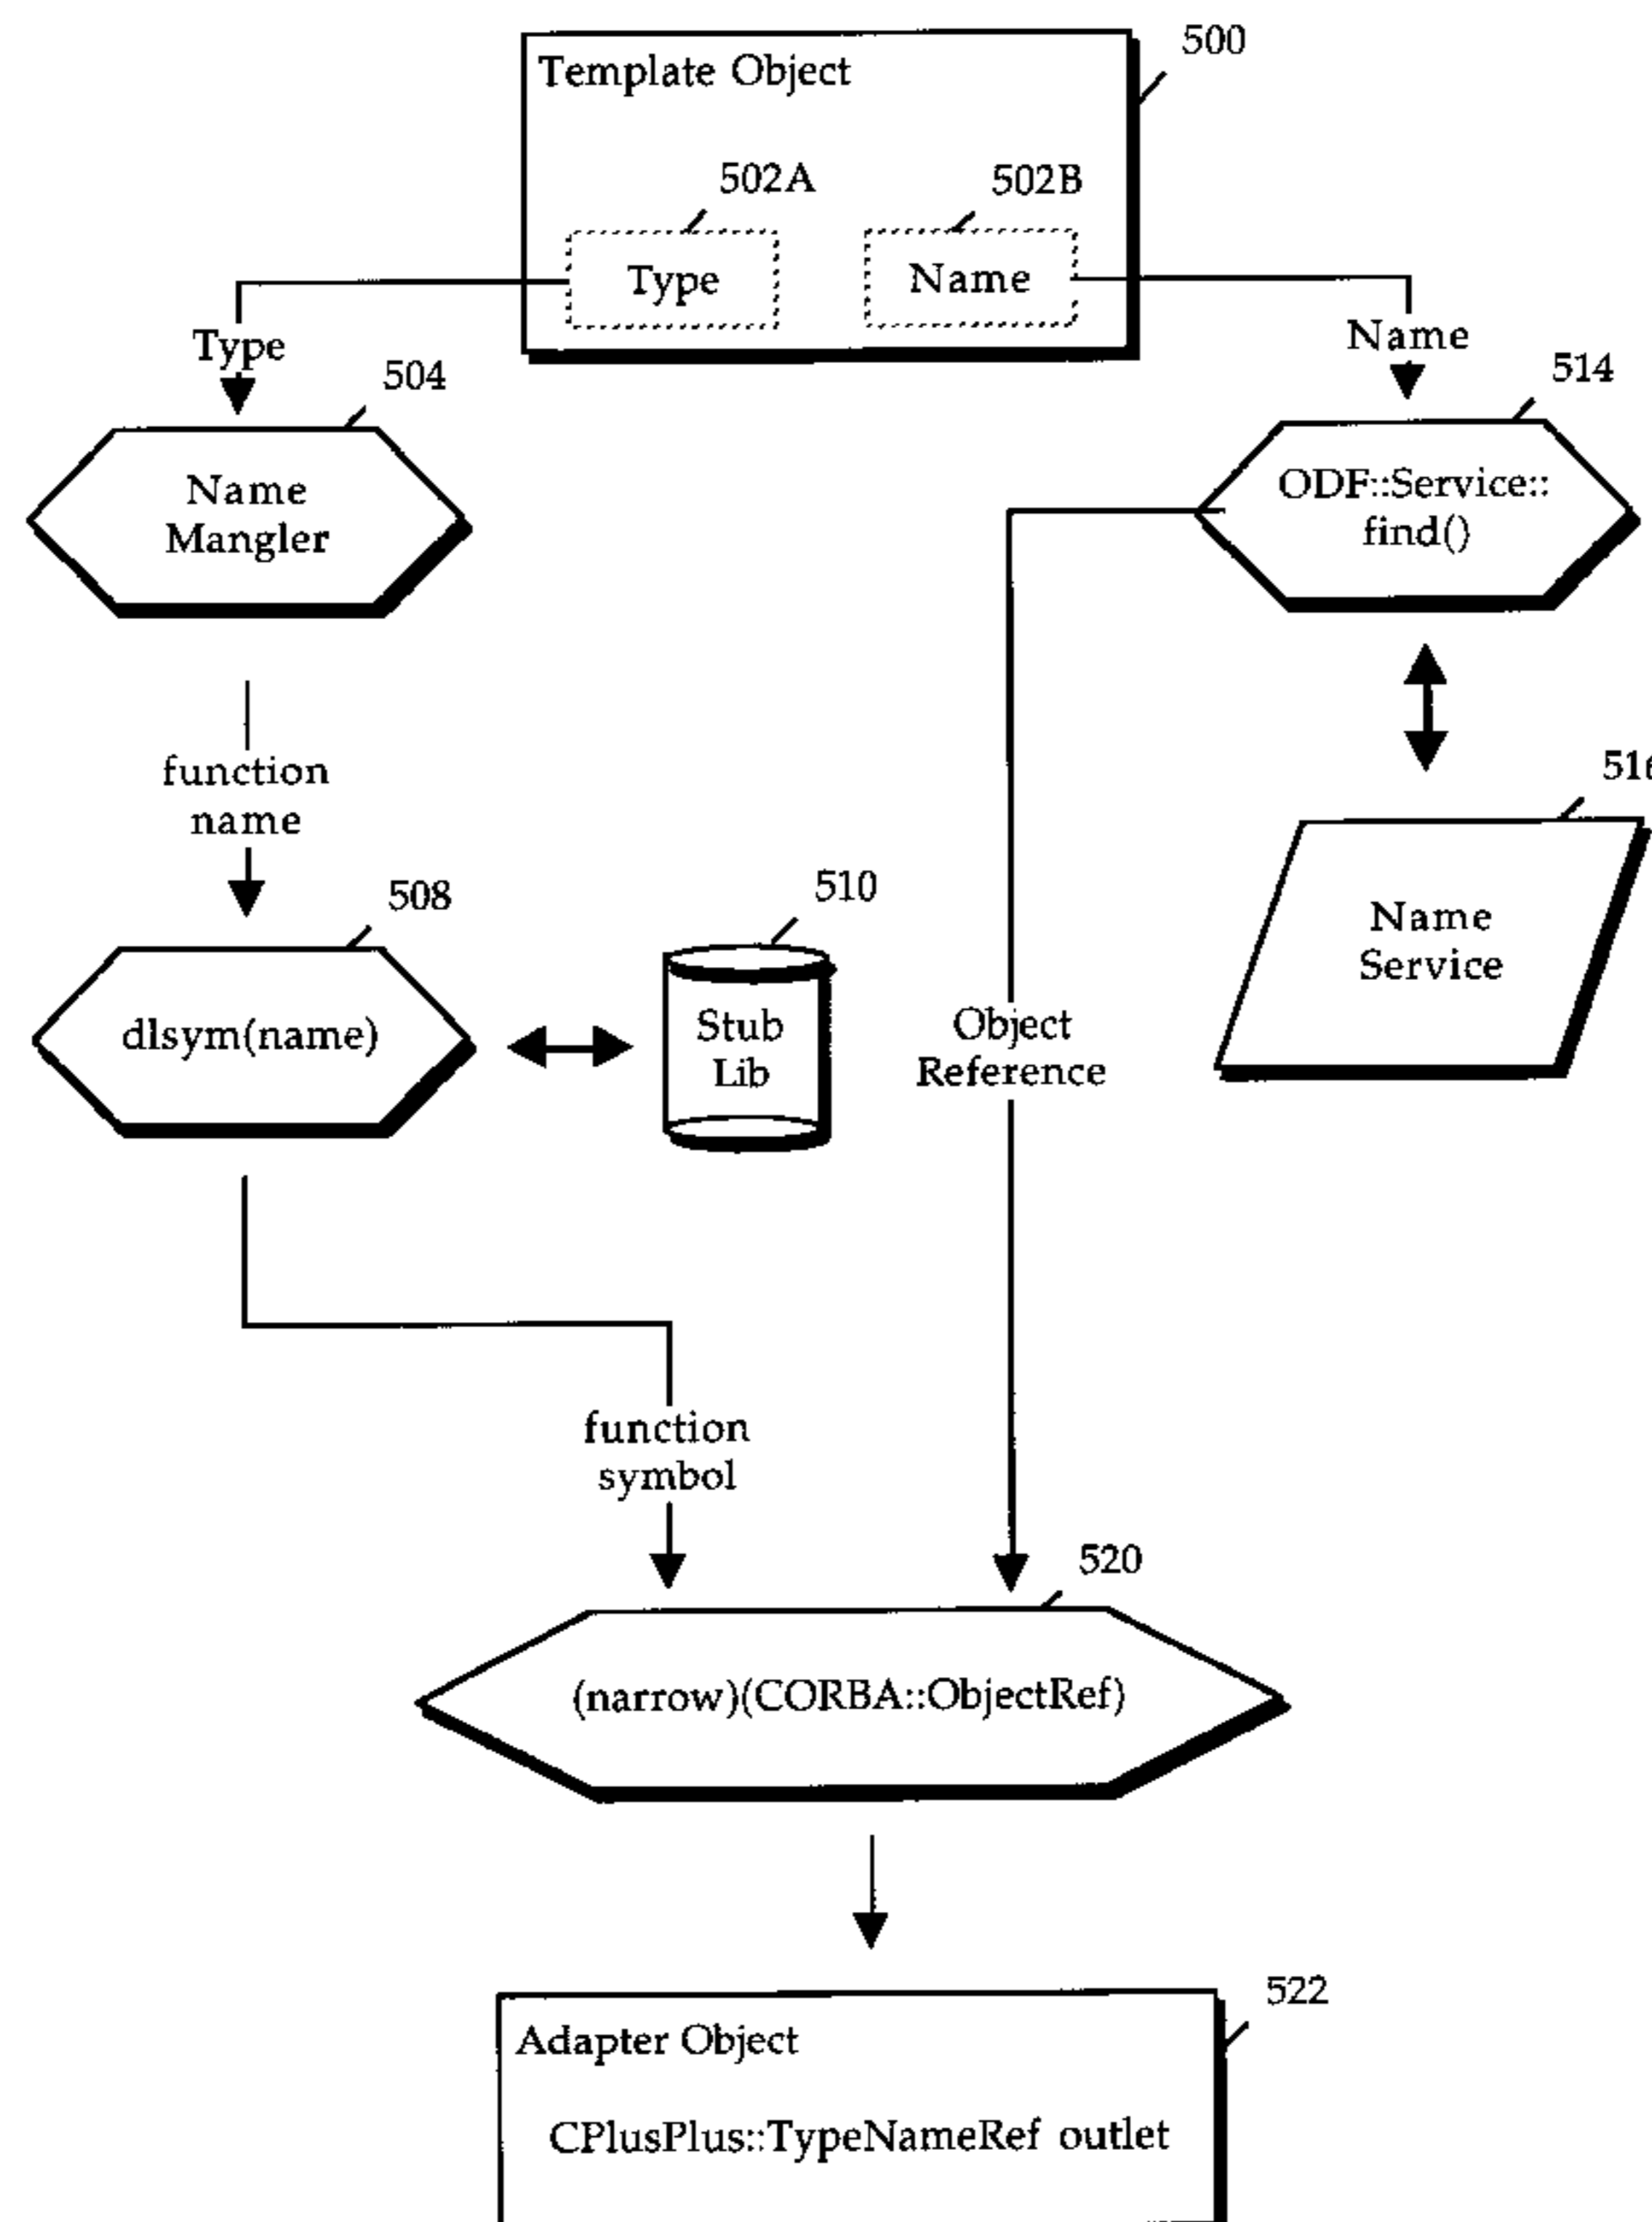 500
Template Object
502A
502B
Type
Name
Type
Name
504
514
Name
Mangler
ODF::Service::
find()
function
name
516
508
510
Name
Service
dlsym(name)
Stub
Lib
Object
Reference
function
symbol
520
(narrow)(CORBA::ObjectRef)
522
Adapter Object
CPlusPlus::TypeNameRef outlet